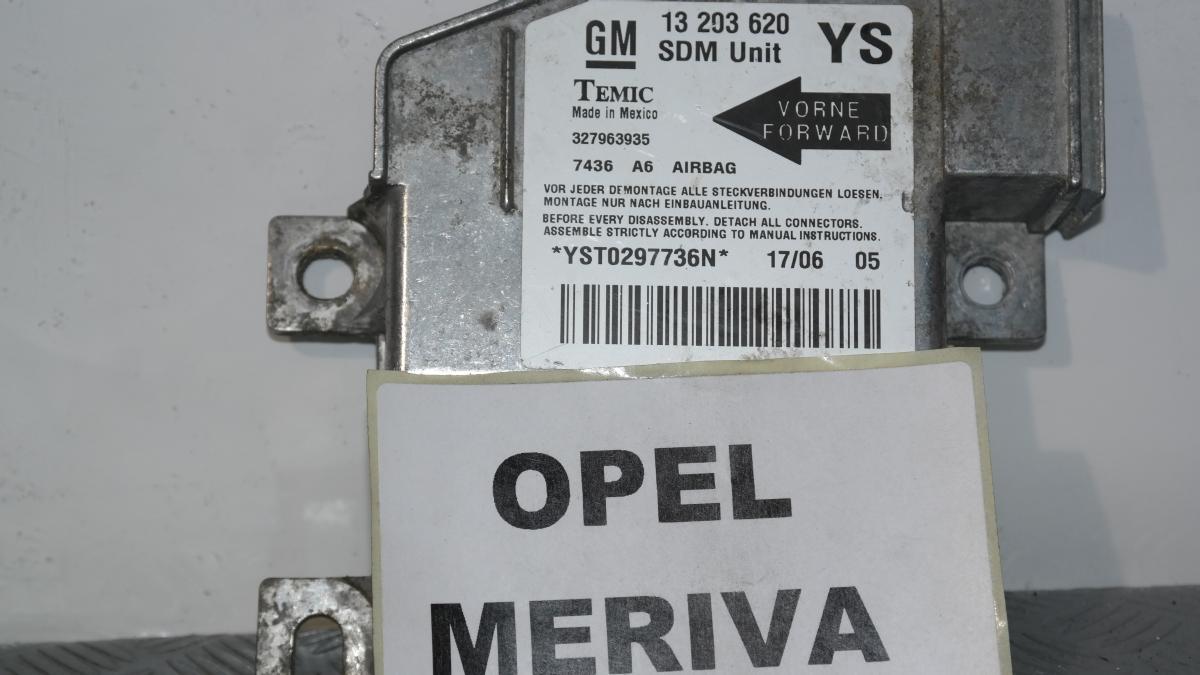 GM 13 203 620 YS
SDM Unit
TEMIC
Made in Mexico
VORNE
FORWARD
327963935
7436 A6 AIRBAG
VOR JEDER DEMONTAGE ALLE STECKVERBINDUNGEN LOESEN.
MONTAGE NUR NACH EINBAUANLEITUNG.
BEFORE EVERY DISASSEMBLY. DETACH ALL CONNECTORS.
ASSEMBLE STRICTLY ACCORDING TO MANUAL INSTRUCTIONS.
*YST0297736N* 17/06 05
OPEL
MERIVA